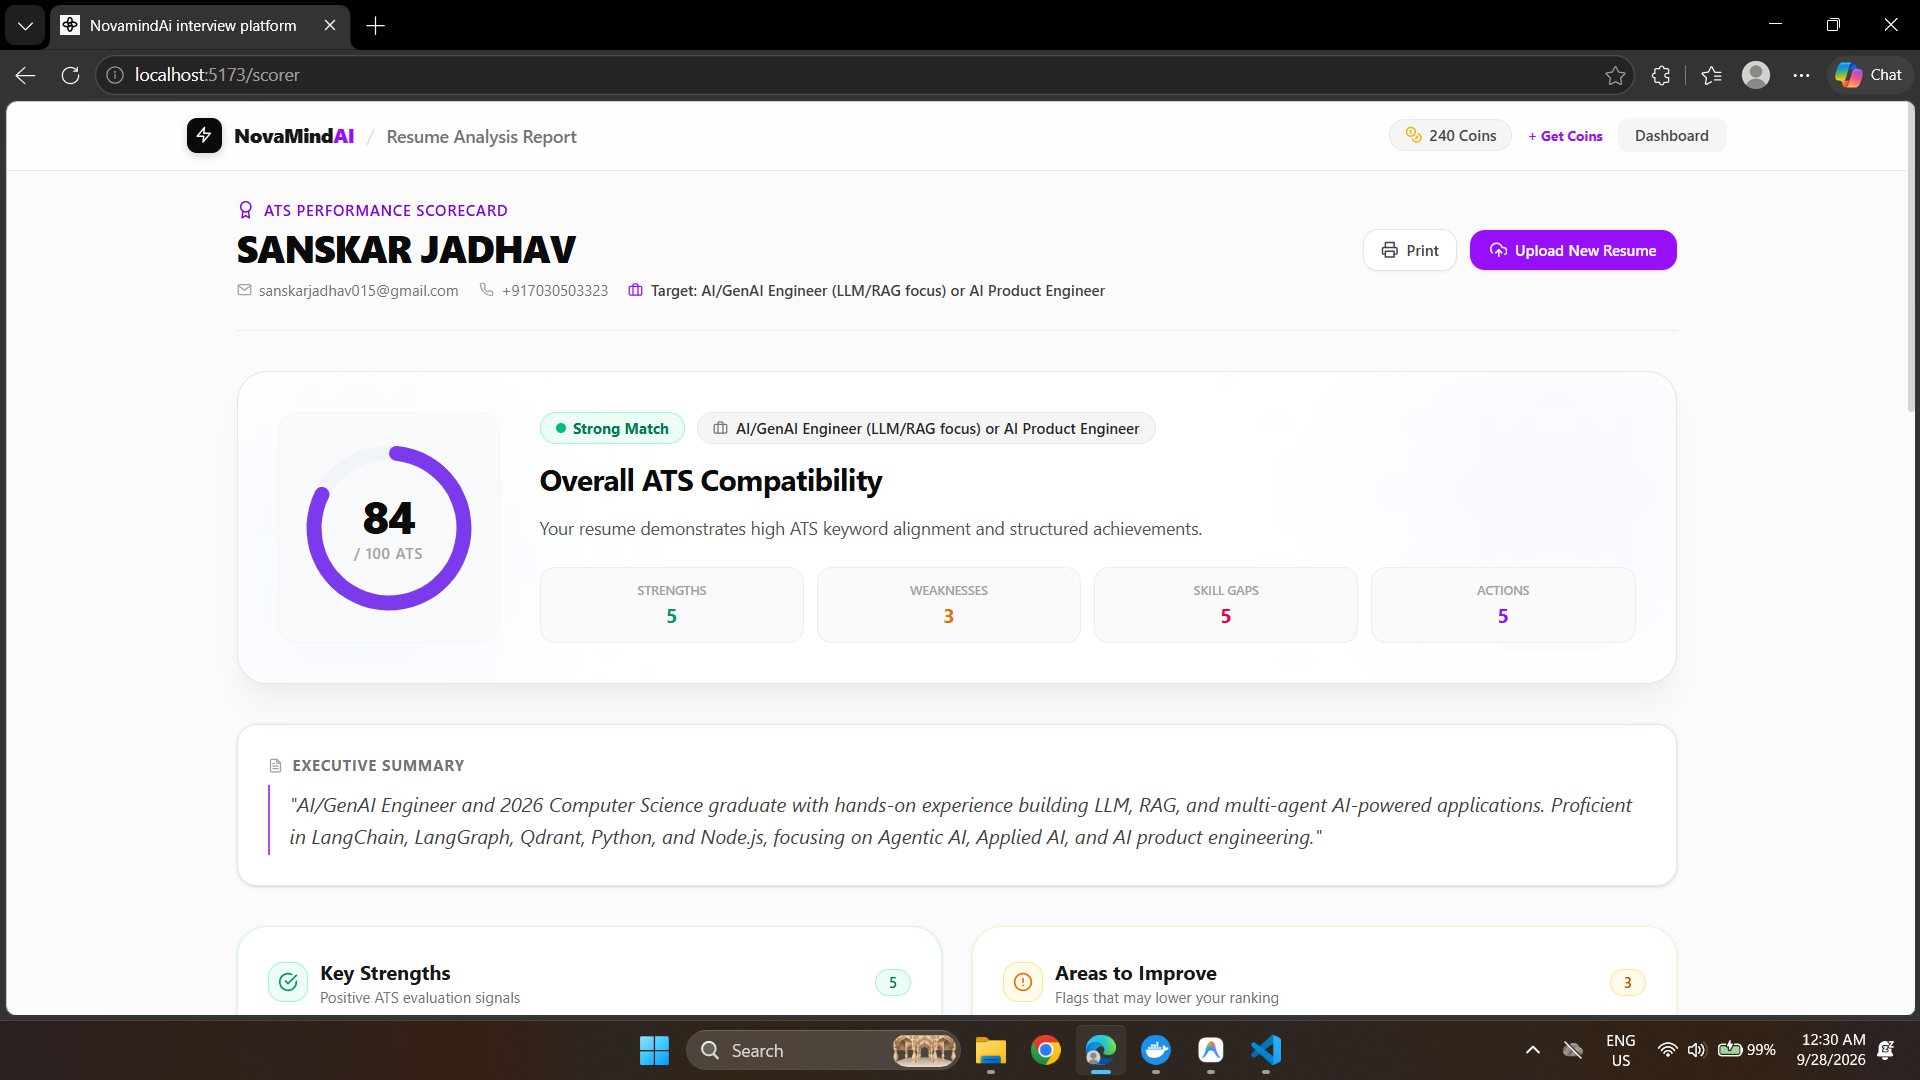 NovamindAi interview platform
localhost:5173/scorer
Chat
NovaMindAI / Resume Analysis Report
240 Coins
+ Get Coins
Dashboard
ATS PERFORMANCE SCORECARD
SANSKAR JADHAV
sanskarjadhav015@gmail.com
+917030503323
Target: AI/GenAI Engineer (LLM/RAG focus) or AI Product Engineer
Print
Upload New Resume
84
/ 100 ATS
Strong Match
AI/GenAI Engineer (LLM/RAG focus) or AI Product Engineer
Overall ATS Compatibility
Your resume demonstrates high ATS keyword alignment and structured achievements.
STRENGTHS
5
WEAKNESSES
3
SKILL GAPS
5
ACTIONS
5
EXECUTIVE SUMMARY
"AI/GenAI Engineer and 2026 Computer Science graduate with hands-on experience building LLM, RAG, and multi-agent AI-powered applications. Proficient
in LangChain, LangGraph, Qdrant, Python, and Node.js, focusing on Agentic AI, Applied AI, and AI product engineering."
Key Strengths
Positive ATS evaluation signals
5
Areas to Improve
Flags that may lower your ranking
3
Search
ENG
US
99%
12:30 AM
9/28/2026